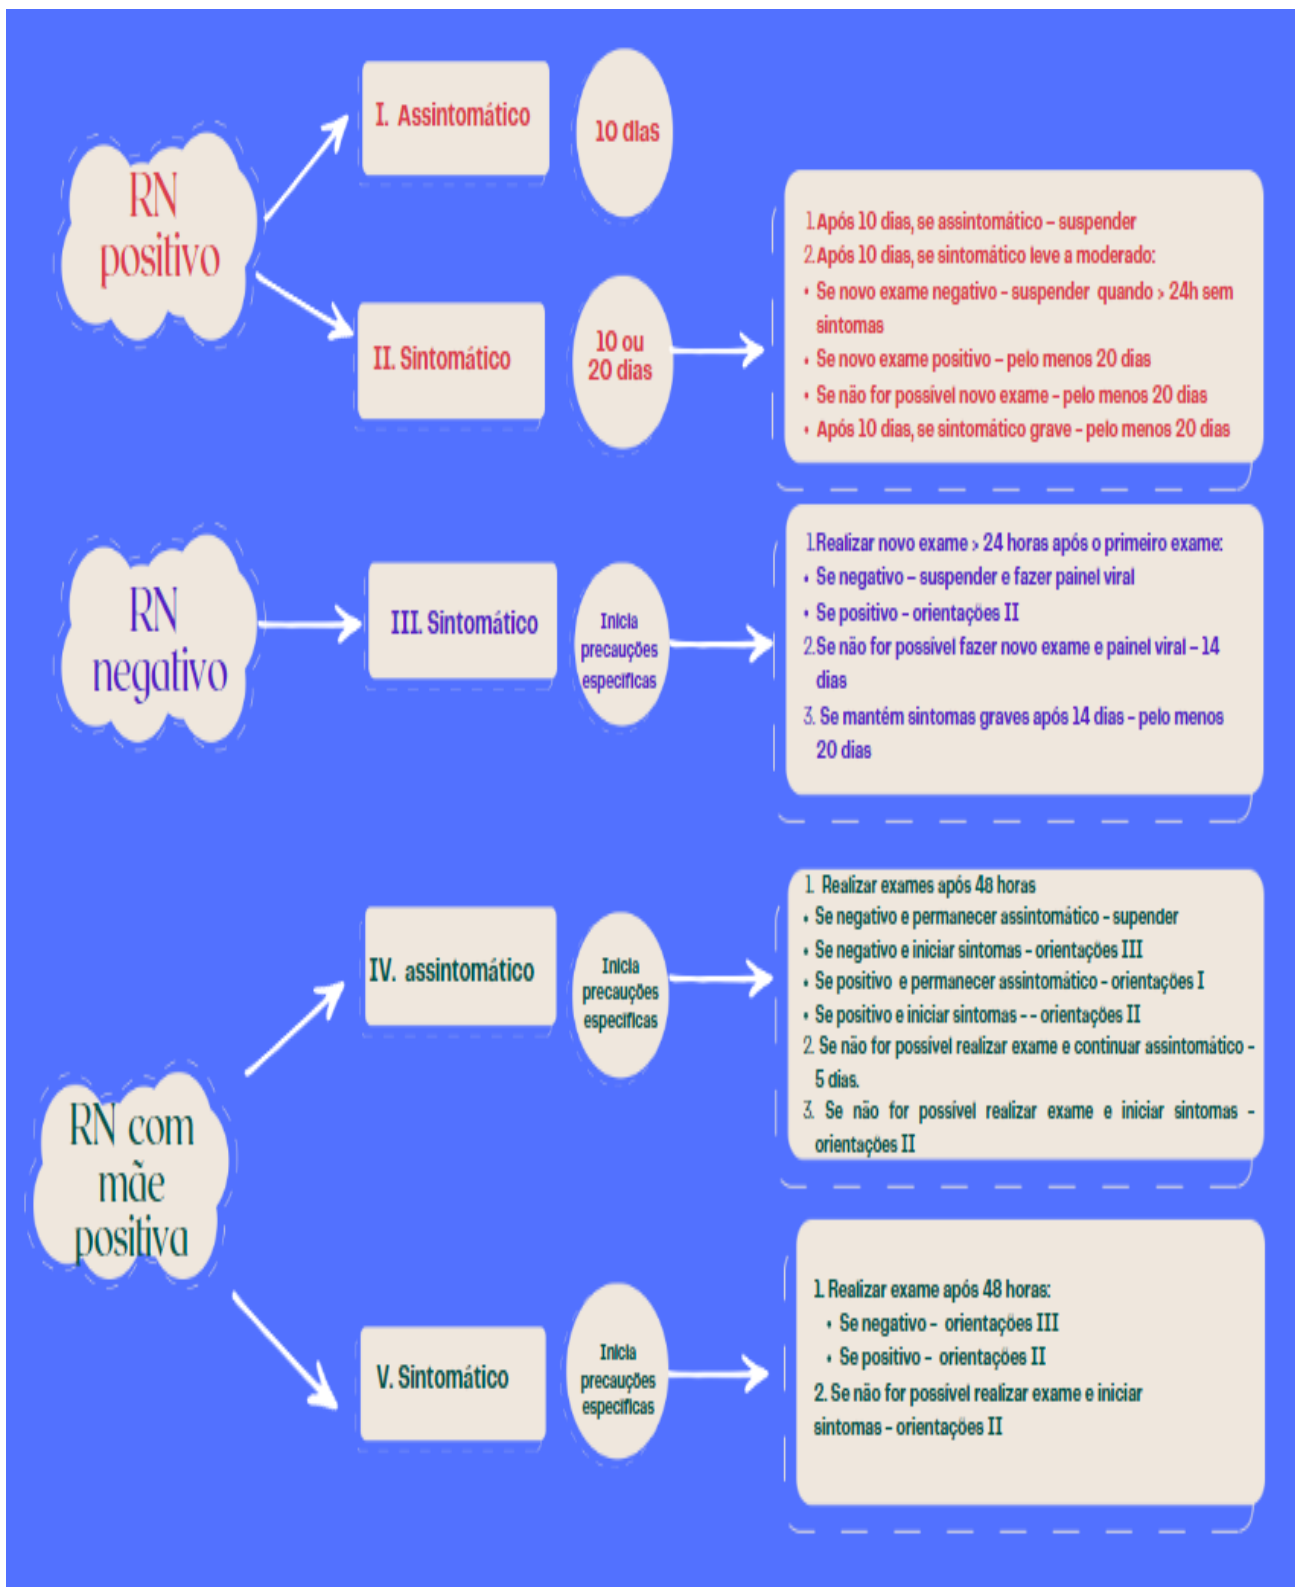 RN
positivo
I. Assintomático
10 dias
II. Sintomático
10 ou
20 dias
1. Após 10 dias, se assintomático – suspender
2. Após 10 dias, se sintomático leve a moderado:
• Se novo exame negativo - suspender quando > 24h sem
sintomas
• Se novo exame positivo – pelo menos 20 dias
• Se não for possível novo exame - pelo menos 20 dias
• Após 10 dias, se sintomático grave – pelo menos 20 dias
RN
negativo
III. Sintomático
Inicia
precauções
específicas
1. Realizar novo exame > 24 horas após o primeiro exame:
• Se negativo – suspender e fazer painel viral
• Se positivo - orientações II
2. Se não for possível fazer novo exame e painel viral – 14
dias
3. Se mantém sintomas graves após 14 dias – pelo menos
20 dias
RN com
mãe
positiva
IV. assintomático
Inicia
precauções
específicas
1. Realizar exames após 48 horas
• Se negativo e permanecer assintomático - supender
• Se negativo e iniciar sintomas - orientações III
• Se positivo e permanecer assintomático - orientações I
• Se positivo e iniciar sintomas - - orientações II
2. Se não for possível realizar exame e continuar assintomático -
5 dias.
3. Se não for possível realizar exame e iniciar sintomas -
orientações II
V. Sintomático
Inicia
precauções
específicas
1. Realizar exame após 48 horas:
• Se negativo - orientações III
• Se positivo - orientações II
2. Se não for possível realizar exame e iniciar
sintomas - orientações II